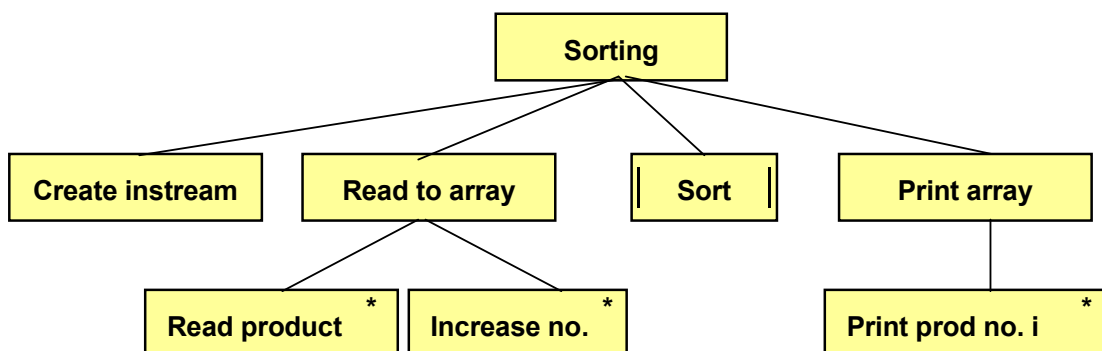 Sorting
Create instream
Read to array
Sort
Print array
Read product *
Increase no. *
Print prod no. i *